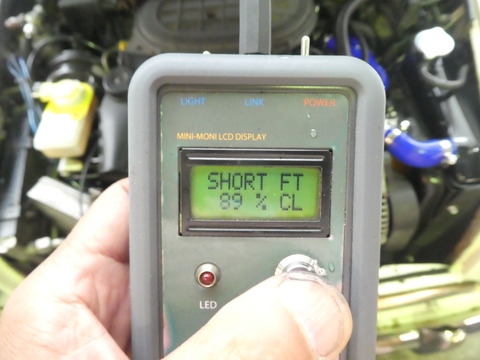 LIGHT LINK POWER
MINI-MONI LCD DISPLAY
SHORT FT
89 % CL
LED